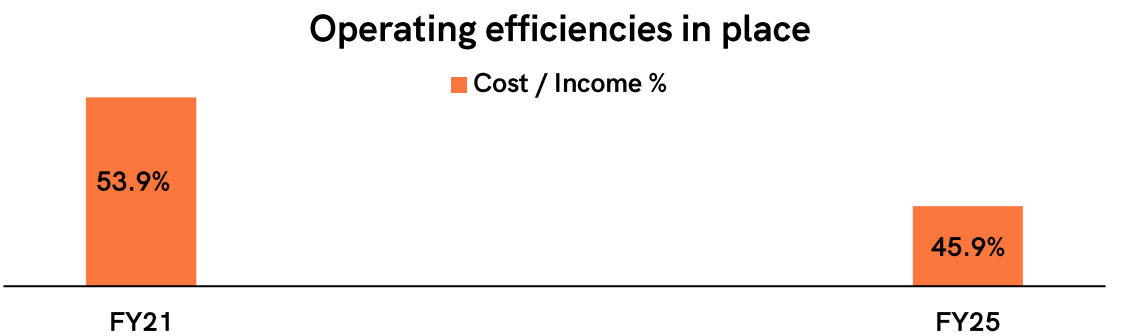 Operating efficiencies in place
Cost / Income %
53.9%
45.9%
FY21
FY25